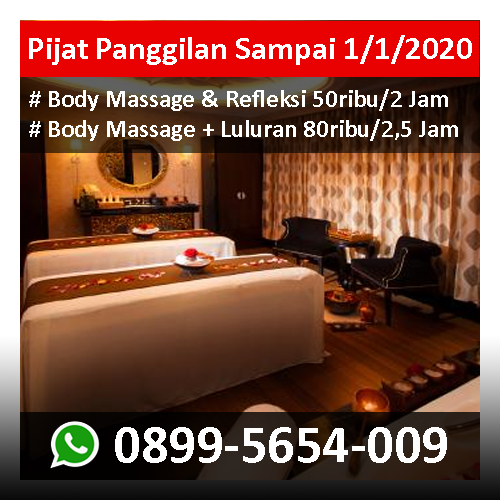 Pijat Panggilan Sampai 1/1/2020
# Body Massage & Refleksi 50ribu/2 Jam
# Body Massage + Luluran 80ribu/2,5 Jam
0899-5654-009